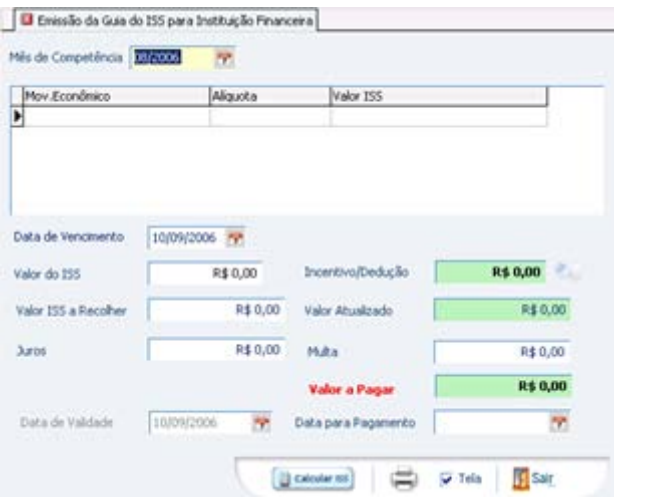 Emissão da Guia do ISS para Instituição Financeira
Mês de Competência 08/2006
Mov.Econômico Alíquota Valor ISS
Data de Vencimento 10/09/2006
Valor do ISS R$ 0,00 Incentivo/Dedução R$ 0,00
Valor ISS a Recolher R$ 0,00 Valor Atualizado R$ 0,00
Juros R$ 0,00 Multa R$ 0,00
Valor a Pagar R$ 0,00
Data de Validade 10/09/2006 Data para Pagamento
Calcular ISS Tela Sair